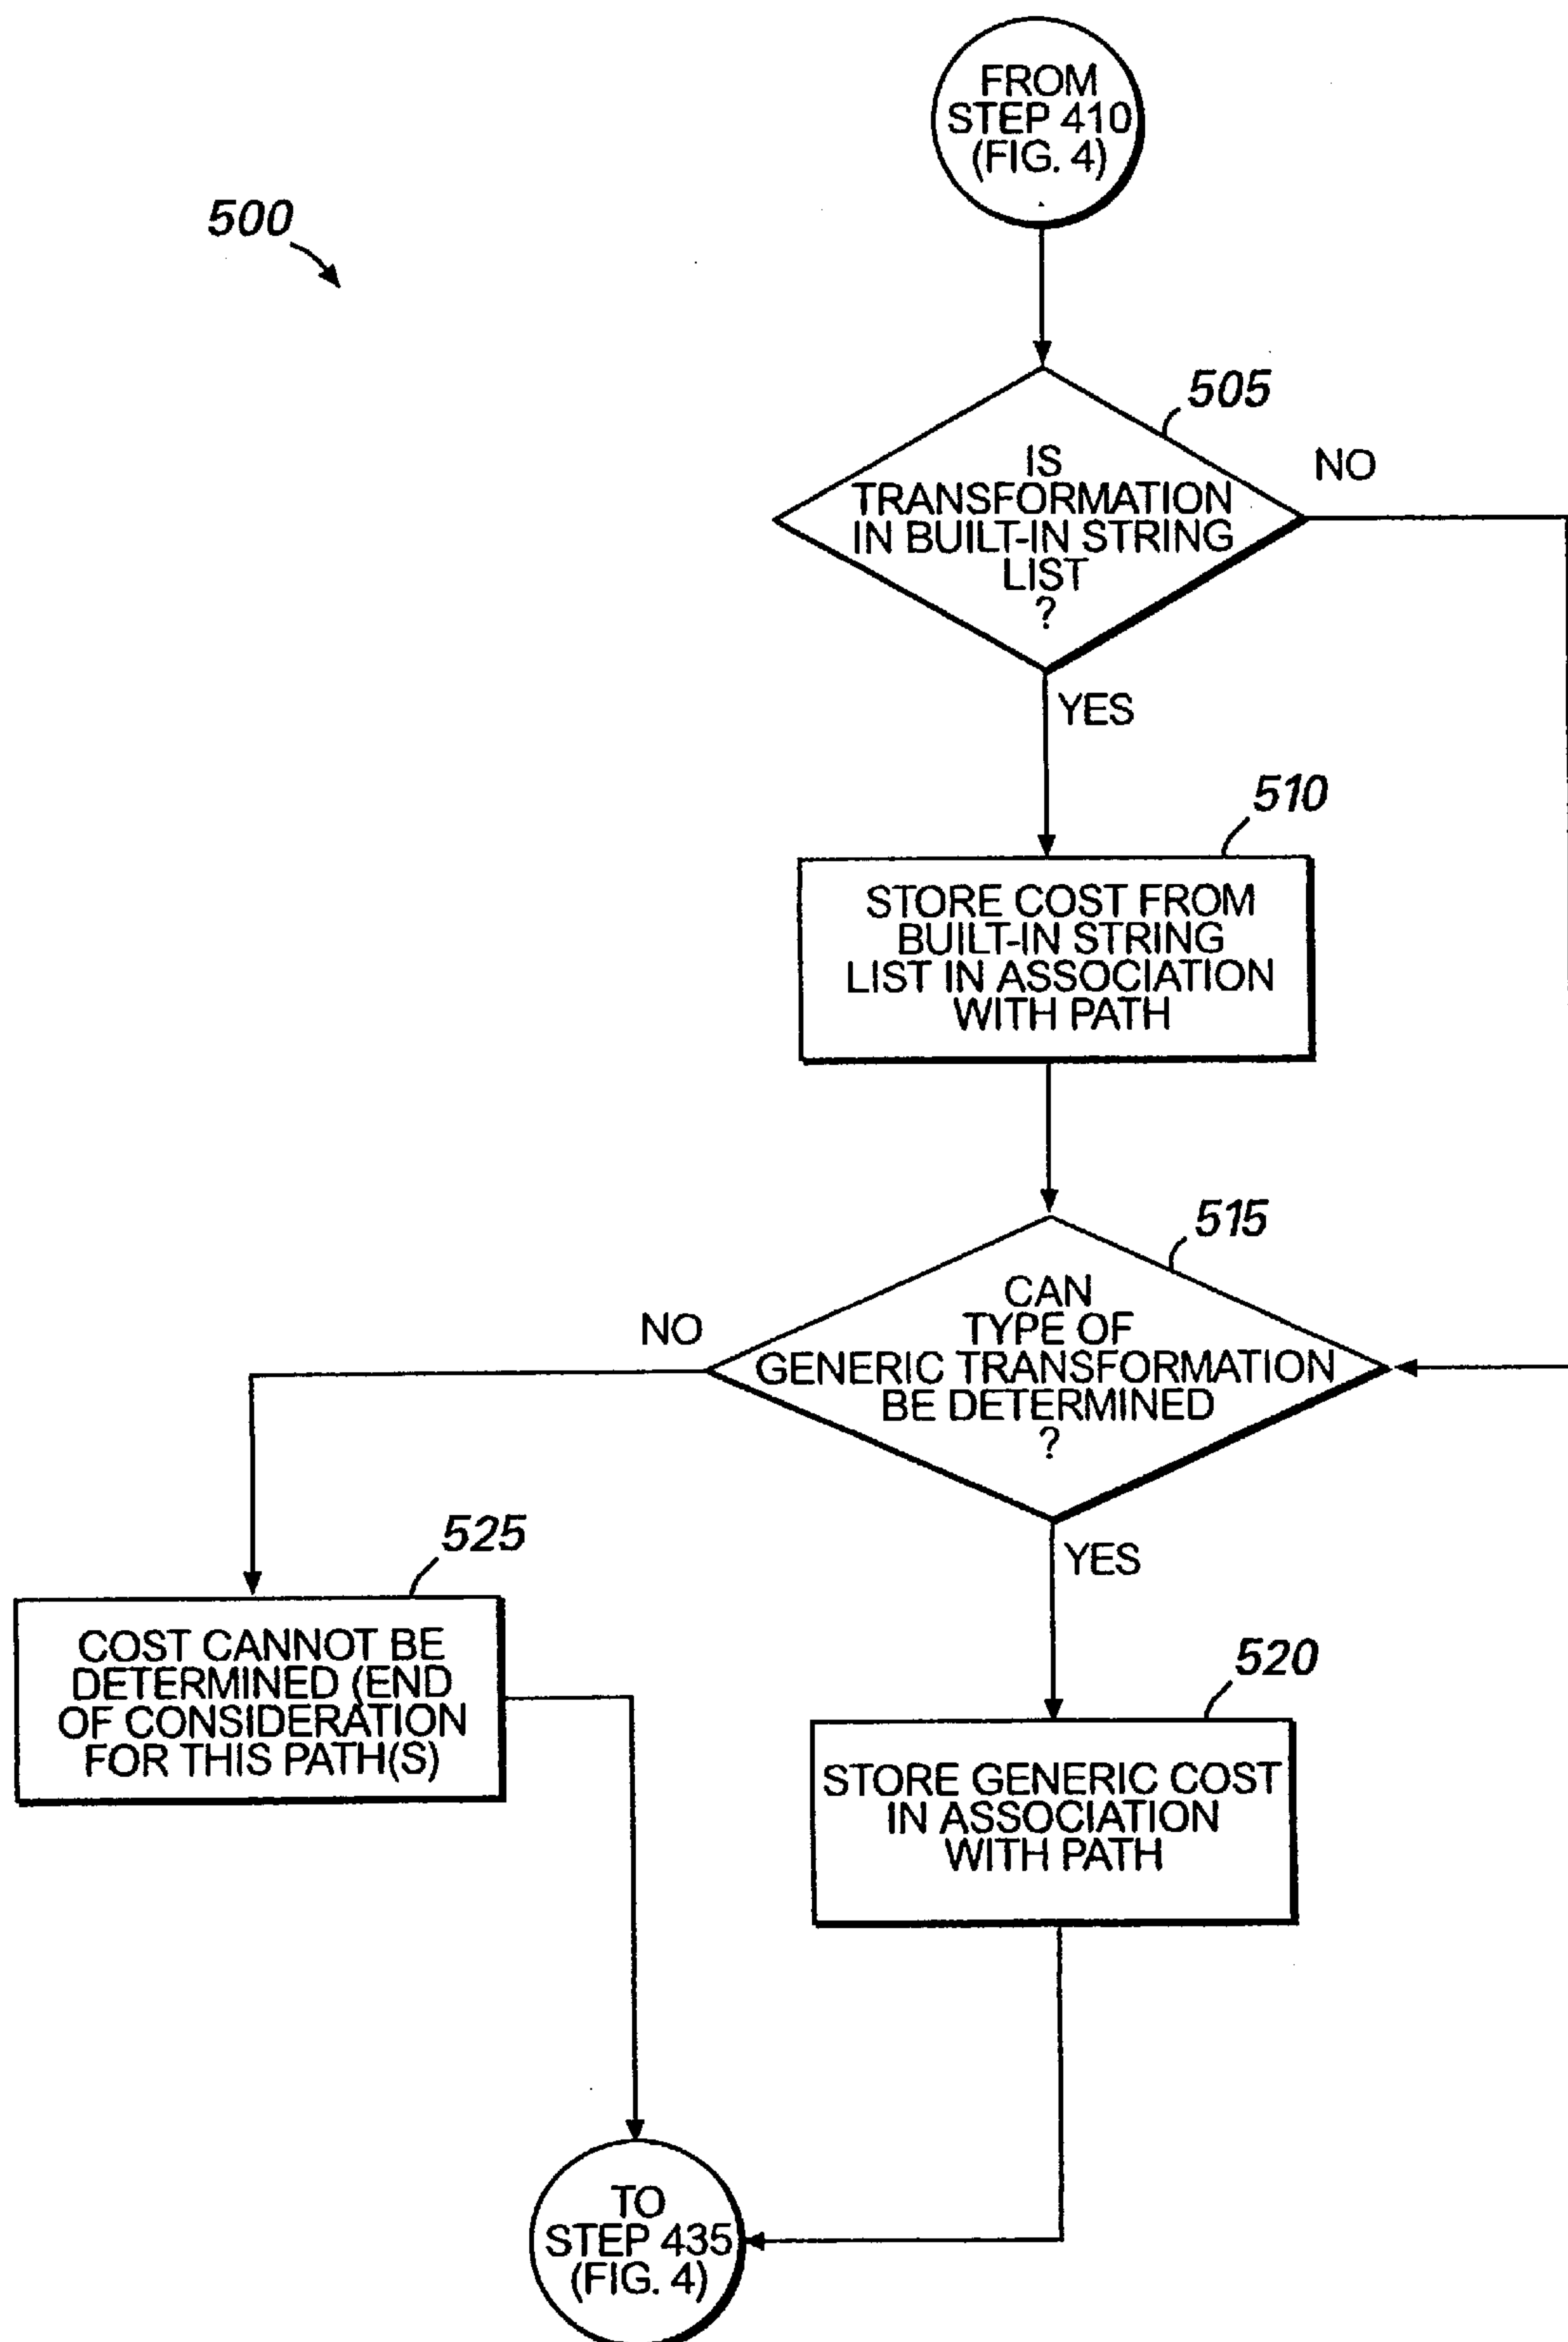 FROM
STEP 410
(FIG. 4)
500
505
IS
TRANSFORMATION
IN BUILT-IN STRING
LIST
?
NO
YES
510
STORE COST FROM
BUILT-IN STRING
LIST IN ASSOCIATION
WITH PATH
515
CAN
TYPE OF
GENERIC TRANSFORMATION
BE DETERMINED
?
NO
YES
525
COST CANNOT BE
DETERMINED (END
OF CONSIDERATION
FOR THIS PATH(S)
520
STORE GENERIC COST
IN ASSOCIATION
WITH PATH
TO
STEP 435
(FIG. 4)